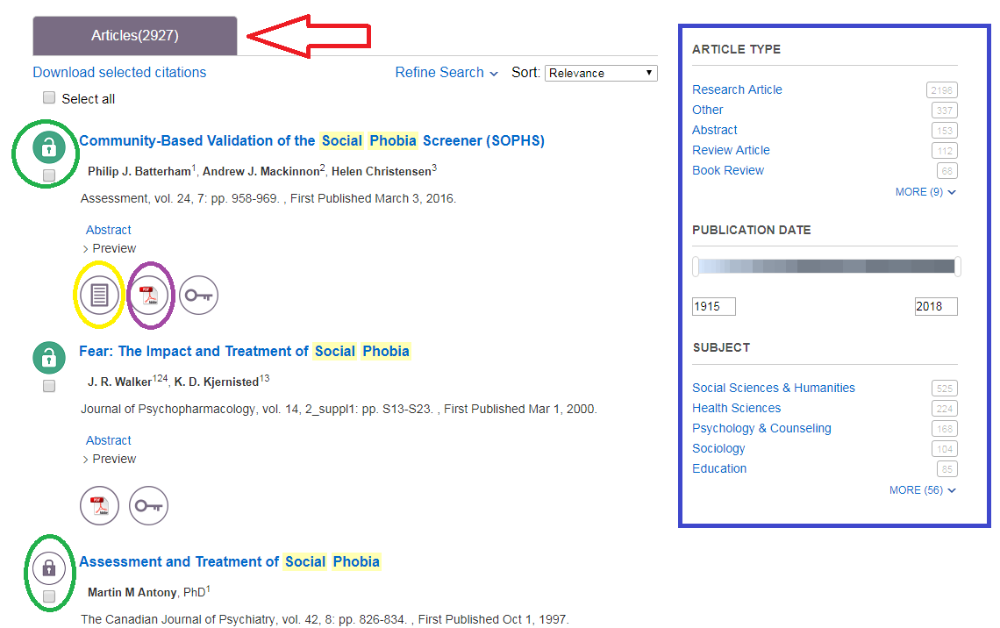 Articles(2927)
Download selected citations
Refine Search Sort: Relevance
Select all
Community-Based Validation of the Social Phobia Screener (SOPHS)
Philip J. Batterham1, Andrew J. Mackinnon2, Helen Christensen3
Assessment, vol. 24, 7: pp. 958-969. , First Published March 3, 2016.
Abstract
> Preview
PDF
Adobe
Fear: The Impact and Treatment of Social Phobia
J. R. Walker124, K. D. Kjernisted13
Journal of Psychopharmacology, vol. 14, 2_suppl1: pp. S13-S23. , First Published Mar 1, 2000.
Abstract
> Preview
PDF
Adobe
Assessment and Treatment of Social Phobia
Martin M Antony, PhD1
The Canadian Journal of Psychiatry, vol. 42, 8: pp. 826-834. , First Published Oct 1, 1997.
ARTICLE TYPE
Research Article 2198
Other 337
Abstract 153
Review Article 112
Book Review 68
MORE (9)
PUBLICATION DATE
1915 2018
SUBJECT
Social Sciences & Humanities 525
Health Sciences 224
Psychology & Counseling 168
Sociology 104
Education 85
MORE (56)